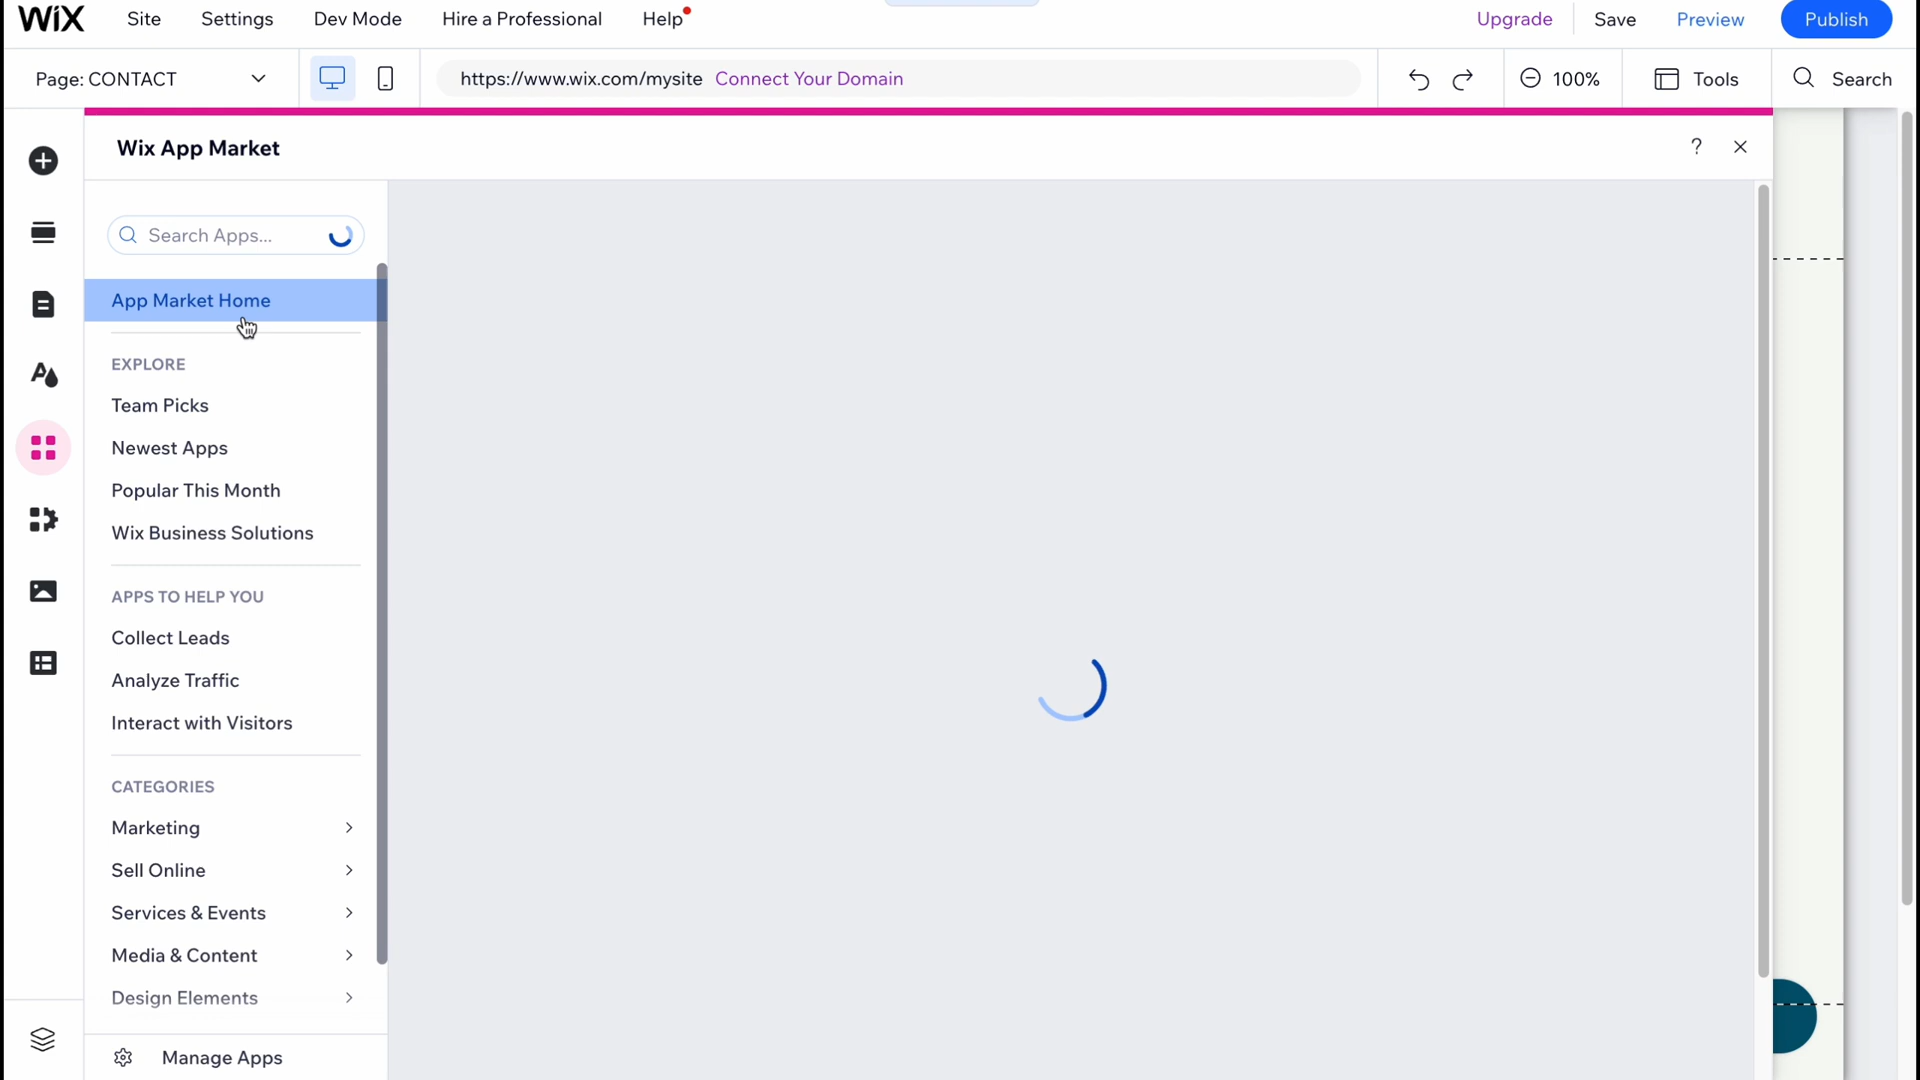 WiX Site Settings Dev Mode Hire a Professional Help Upgrade Save Preview Publish
Page: CONTACT https://www.wix.com/mysite Connect Your Domain 100% Tools Search
Wix App Market ?
Search Apps...
App Market Home
EXPLORE
Team Picks
Newest Apps
Popular This Month
Wix Business Solutions
APPS TO HELP YOU
Collect Leads
Analyze Traffic
Interact with Visitors
CATEGORIES
Marketing
Sell Online
Services & Events
Media & Content
Design Elements
Manage Apps